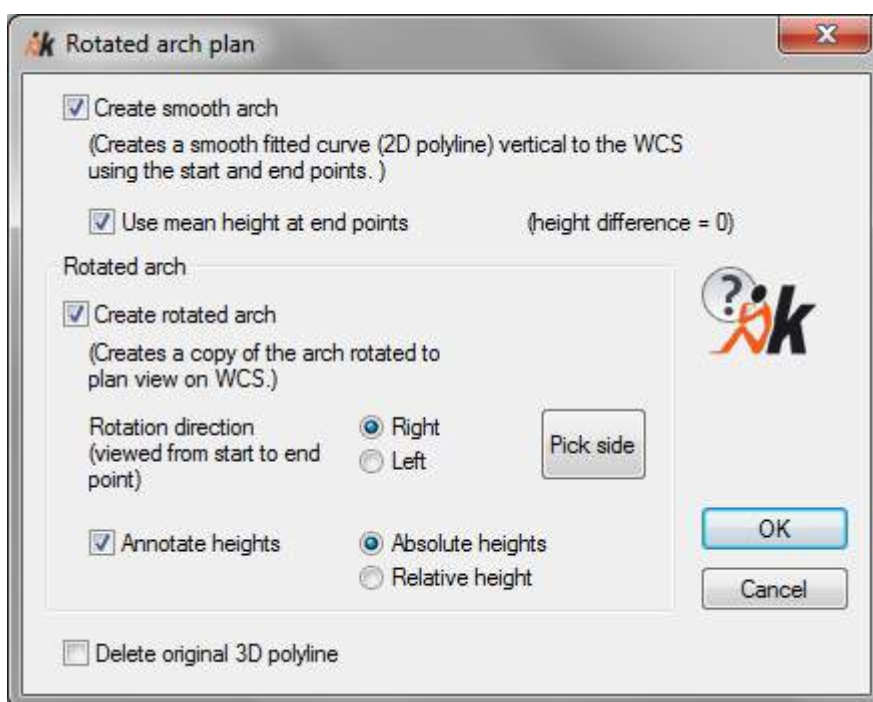 Rotated arch plan
Create smooth arch
(Creates a smooth fitted curve (2D polyline) vertical to the WCS
using the start and end points. )
Use mean height at end points (height difference = 0)
Rotated arch
Create rotated arch
(Creates a copy of the arch rotated to
plan view on WCS.)
Rotation direction
(viewed from start to end
point)
Right
Left
Pick side
Annotate heights
Absolute heights
Relative height
?
k
OK
Cancel
Delete original 3D polyline